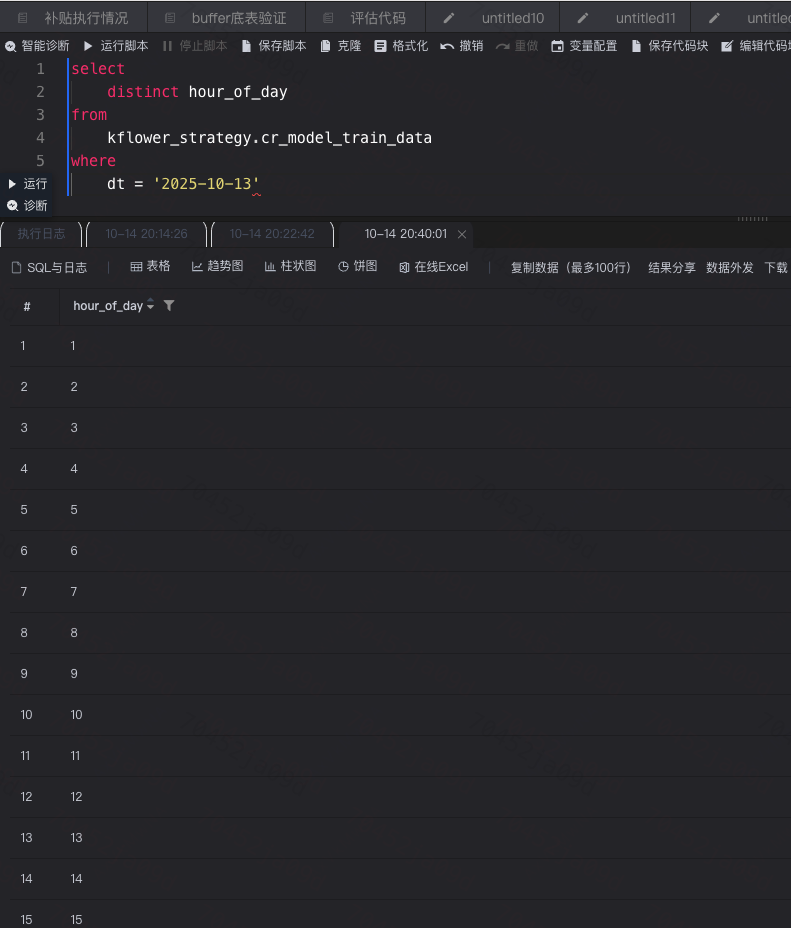 补贴执行情况 buffer底表验证 评估代码 untitled10 untitled11 untitle
智能诊断 运行脚本 停止脚本 保存脚本 克隆 格式化 撤销 重做 变量配置 保存代码块 编辑代码块
1 select
2 distinct hour_of_day
3 from
4 kflower_strategy.cr_model_train_data
5 where
运行 dt = '2025-10-13'
诊断
执行日志 10-14 20:14:26 10-14 20:22:42 10-14 20:40:01
SQL与日志 表格 趋势图 柱状图 饼图 在线Excel 复制数据（最多100行） 结果分享 数据外发 下载
# hour_of_day
1 1
2 2
3 3
4 4
5 5
6 6
7 7
8 8
9 9
10 10
11 11
12 12
13 13
14 14
15 15